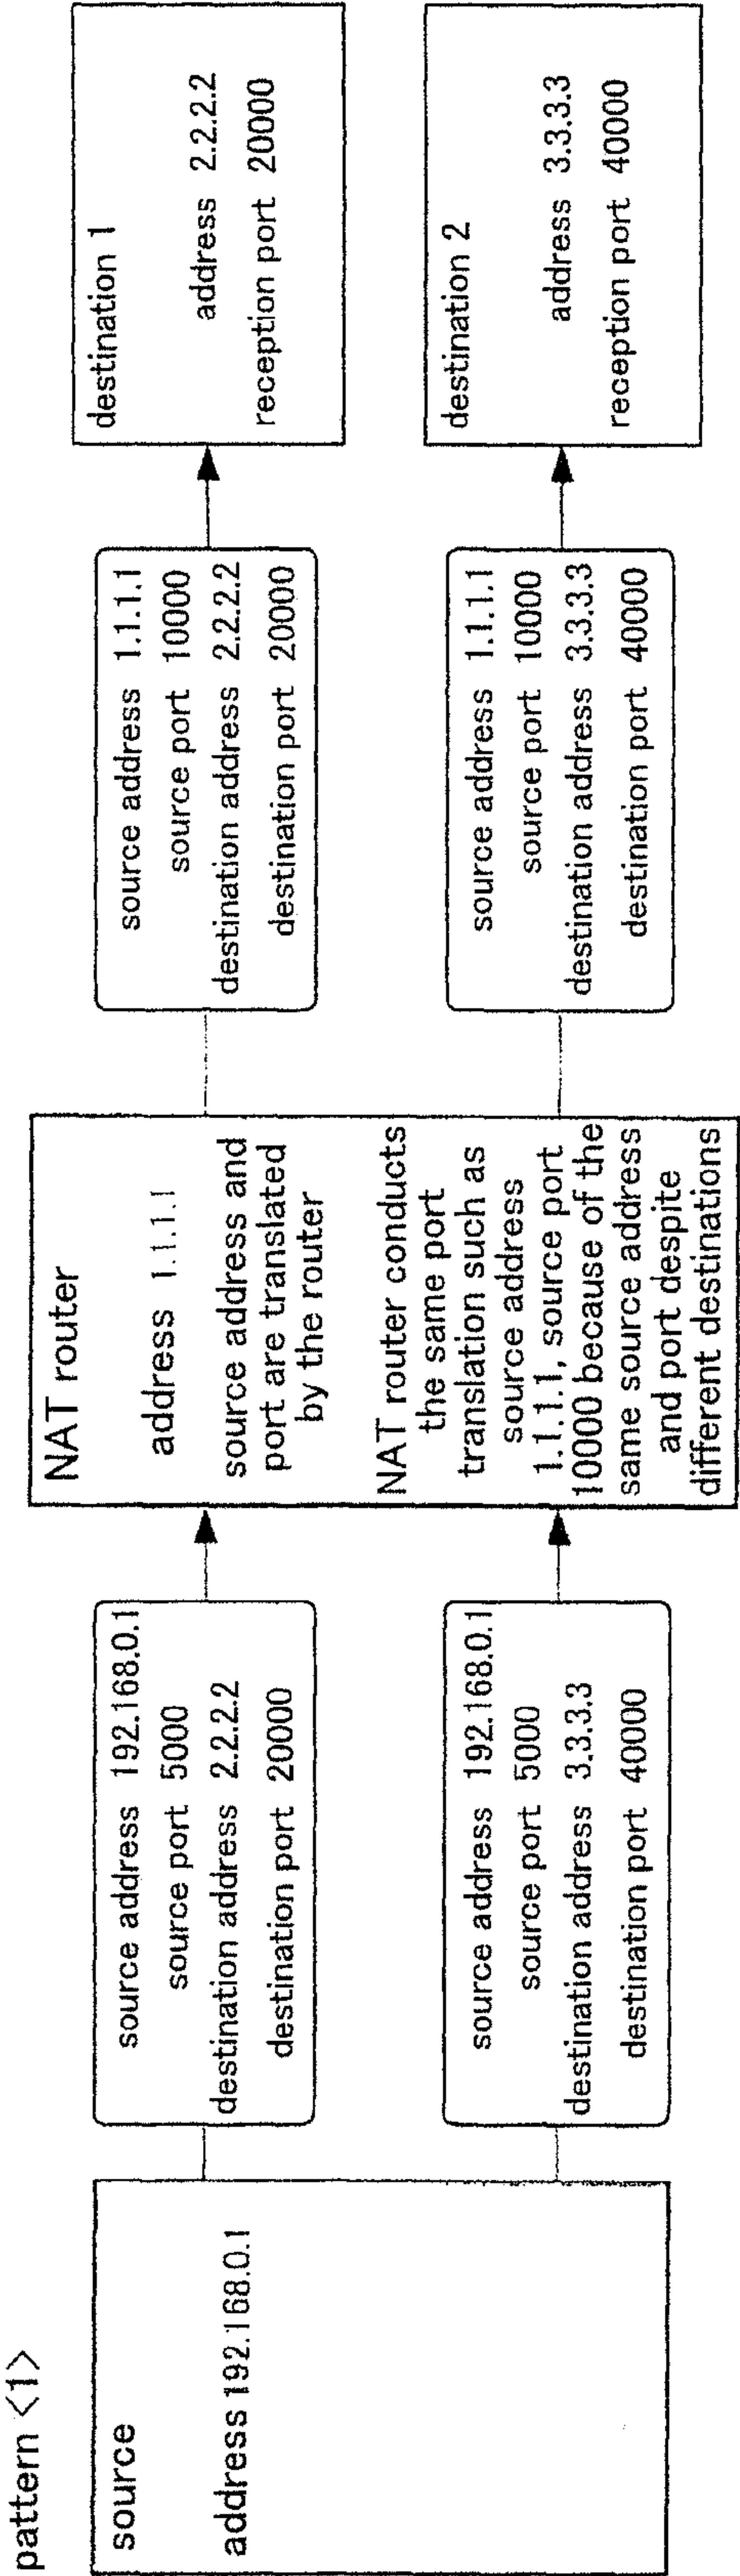 pattern <1>
source
address 192.168.0.1
source address 192.168.0.1
source port 5000
destination address 2.2.2.2
destination port 20000
source address 192.168.0.1
source port 5000
destination address 3.3.3.3
destination port 40000
NAT router
address 1.1.1.1
source address and
port are translated
by the router
NAT router conducts
the same port
translation such as
source address
1.1.1.1, source port
10000 because of the
same source address
and port despite
different destinations
source address 1.1.1.1
source port 10000
destination address 2.2.2.2
destination port 20000
source address 1.1.1.1
source port 10000
destination address 3.3.3.3
destination port 40000
destination 1
address 2.2.2.2
reception port 20000
destination 2
address 3.3.3.3
reception port 40000